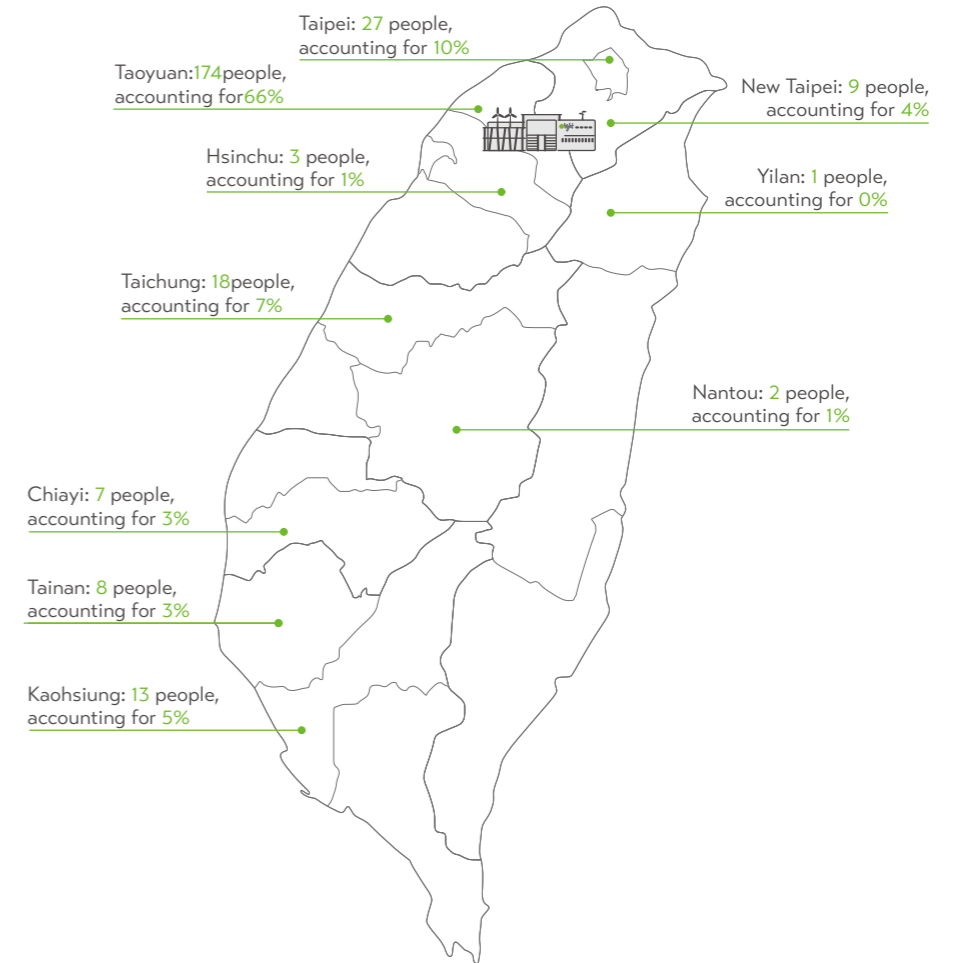 Taipei: 27 people,
accounting for 10%
Taoyuan:174people,
accounting for66%
New Taipei: 9 people,
accounting for 4%
Hsinchu: 3 people,
accounting for 1%
Yilan: 1 people,
accounting for 0%
Taichung: 18people,
accounting for 7%
Nantou: 2 people,
accounting for 1%
Chiayi: 7 people,
accounting for 3%
Tainan: 8 people,
accounting for 3%
Kaohsiung: 13 people,
accounting for 5%